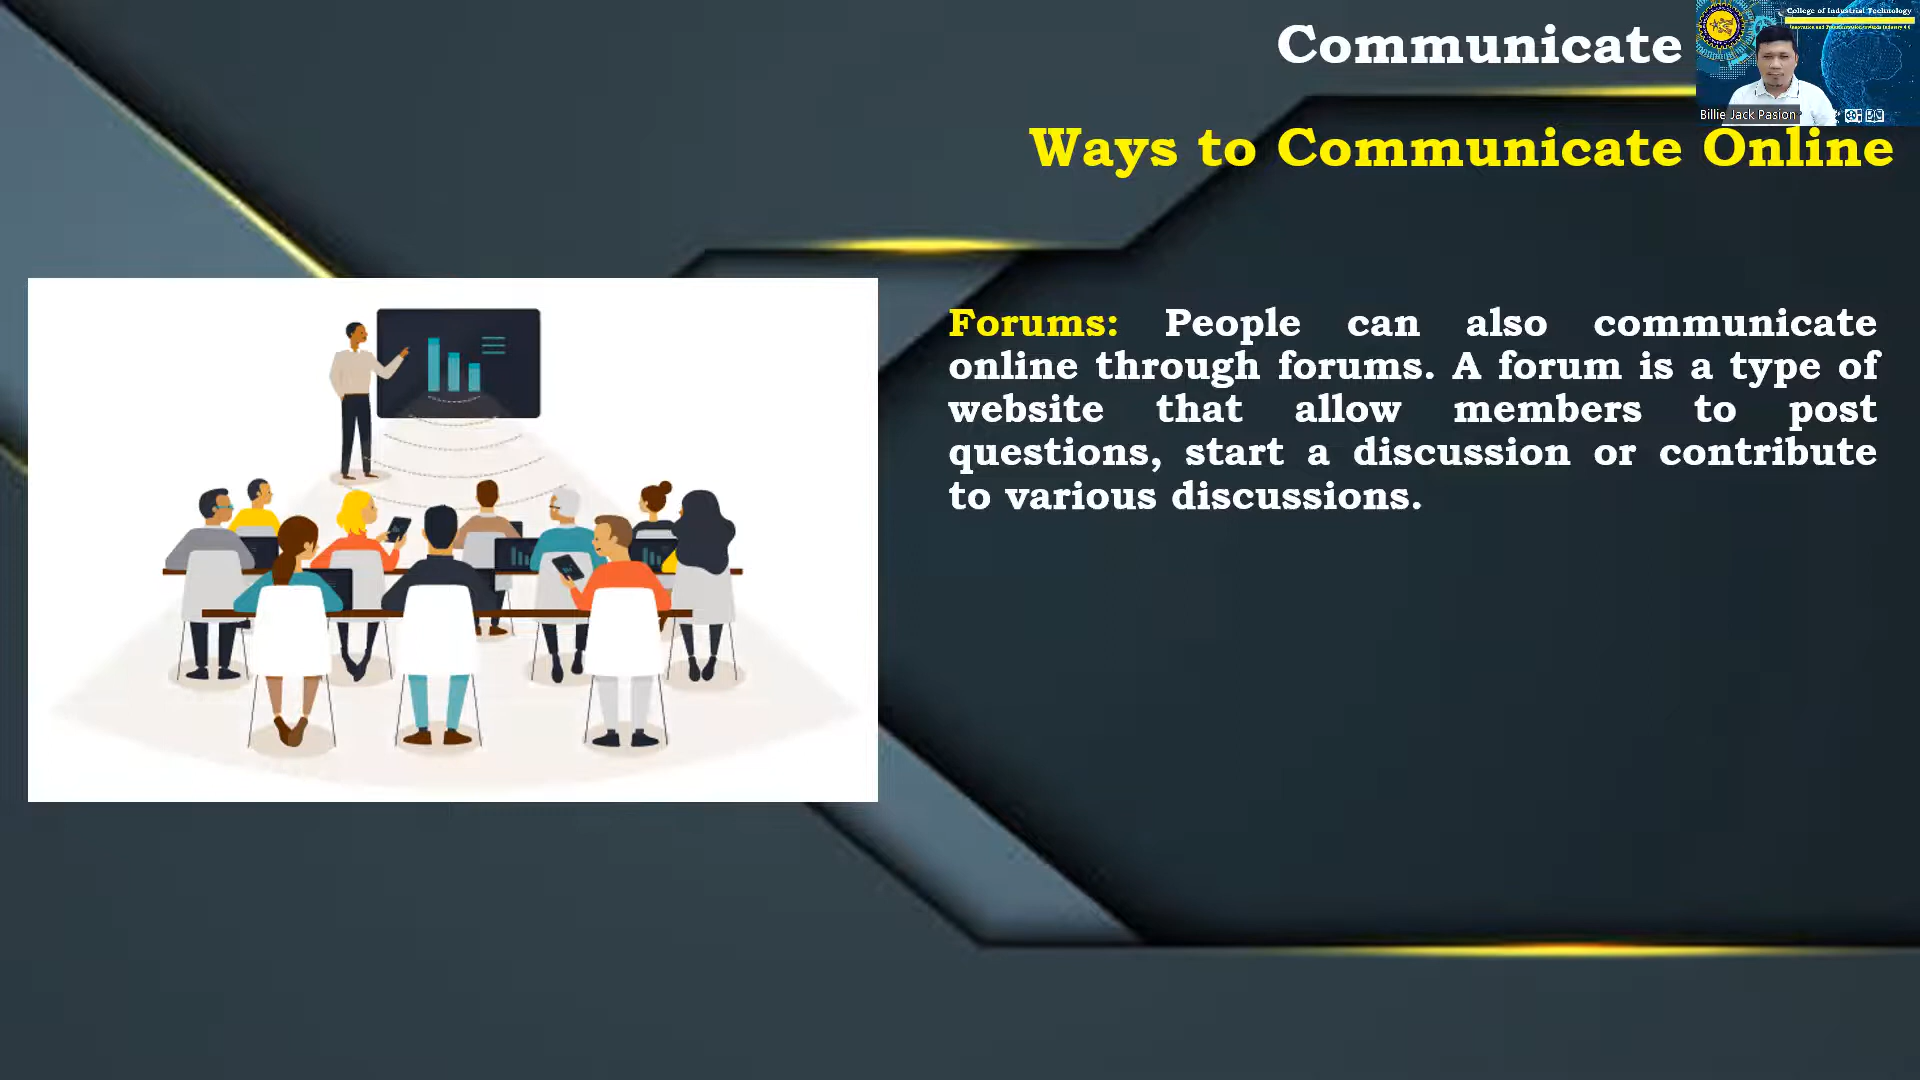 Communicate
College of Industrial Technology
Billie Jack Pasion
Ways to Communicate Online
Forums: People can also communicate
online through forums. A forum is a type of
website that allow members to post
questions, start a discussion or contribute
to various discussions.